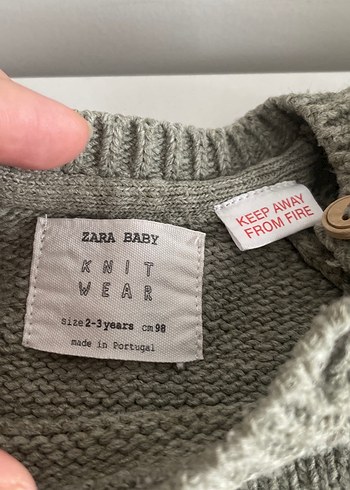 ZARA BABY
KNIT
WEAR
size 2-3 years cm 98
made in Portugal
KEEP AWAY
FROM FIRE